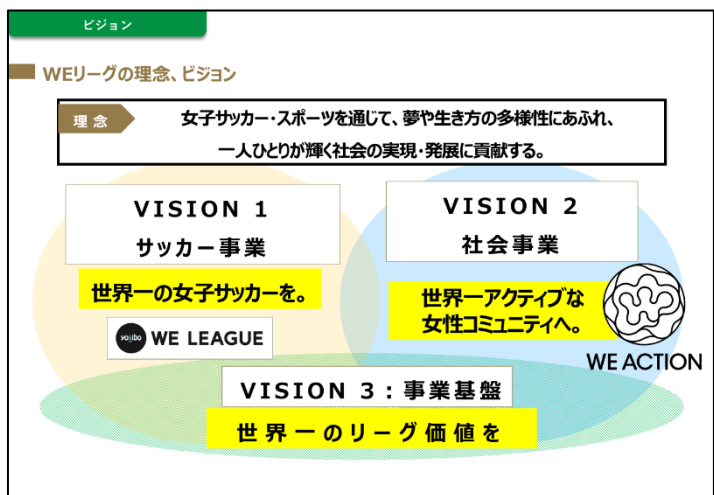 ビジョン
WEリーグの理念、ビジョン
理念
女子サッカー・スポーツを通じて、夢や生き方の多様性にあふれ、
一人ひとりが輝く社会の実現・発展に貢献する。
VISION 1
サッカー事業
世界一の女子サッカーを。
yogibo WE LEAGUE
VISION 2
社会事業
世界一アクティブな
女性コミュニティへ。
WE ACTION
VISION 3：事業基盤
世界一のリーグ価値を